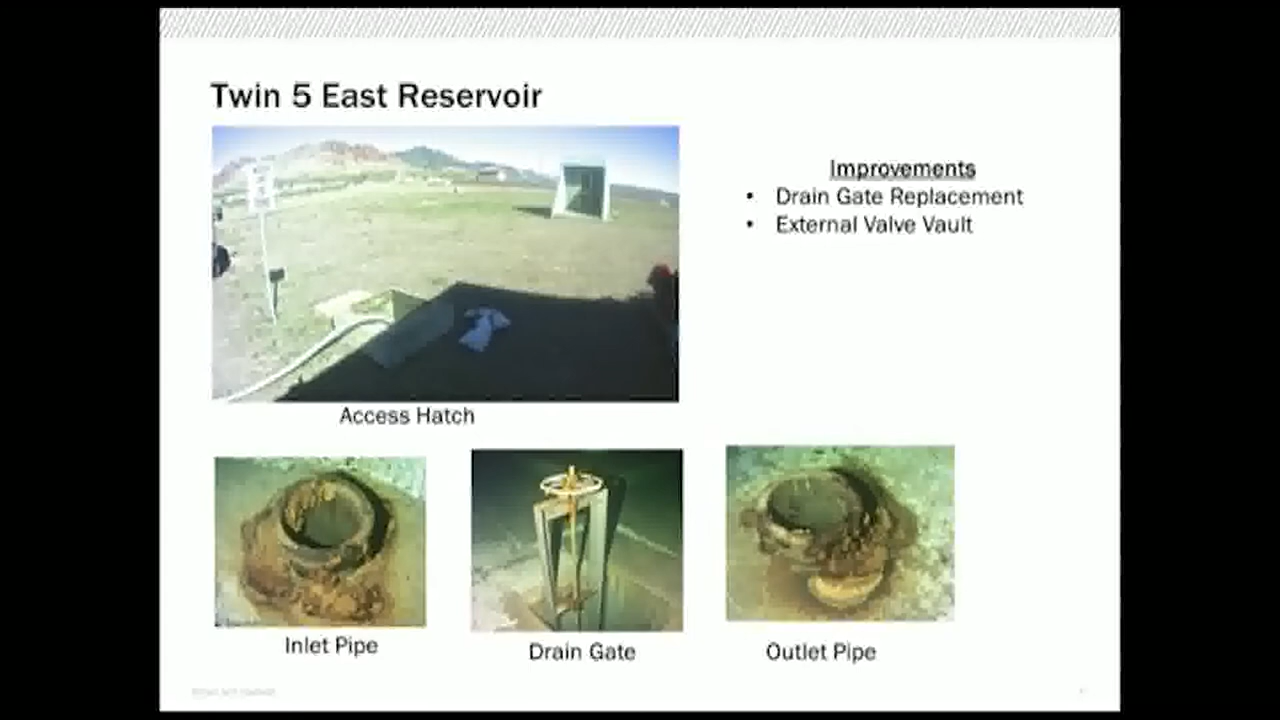 Twin 5 East Reservoir
Improvements
• Drain Gate Replacement
• External Valve Vault
Access Hatch
Inlet Pipe
Drain Gate
Outlet Pipe